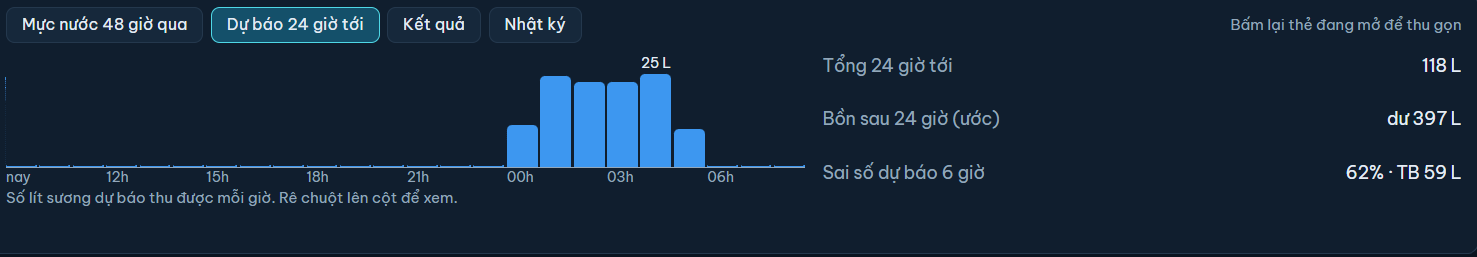 Mực nước 48 giờ qua
Dự báo 24 giờ tới
Kết quả
Nhật ký
Bấm lại thẻ đang mở để thu gọn
25 L
nay 12h 15h 18h 21h 00h 03h 06h
Số lít sương dự báo thu được mỗi giờ. Rê chuột lên cột để xem.
Tổng 24 giờ tới 118 L
Bồn sau 24 giờ (ước) dư 397 L
Sai số dự báo 6 giờ 62% · TB 59 L